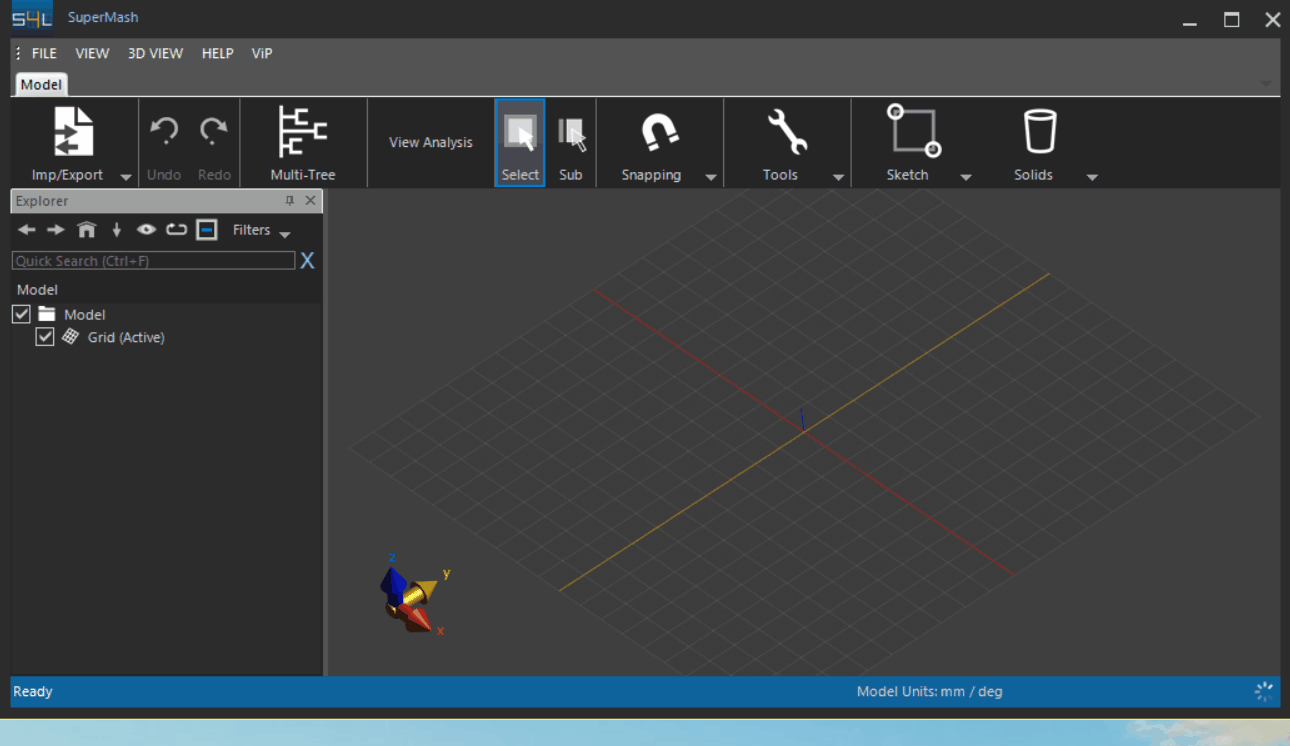 S4L SuperMash
FILE VIEW 3D VIEW HELP ViP
Model
View Analysis
Imp/Export Undo Redo Multi-Tree Select Sub Snapping Tools Sketch Solids
Explorer
Filters
Quick Search (Ctrl+F) X
Model
Model
Grid (Active)
z
y
x
Ready Model Units: mm / deg